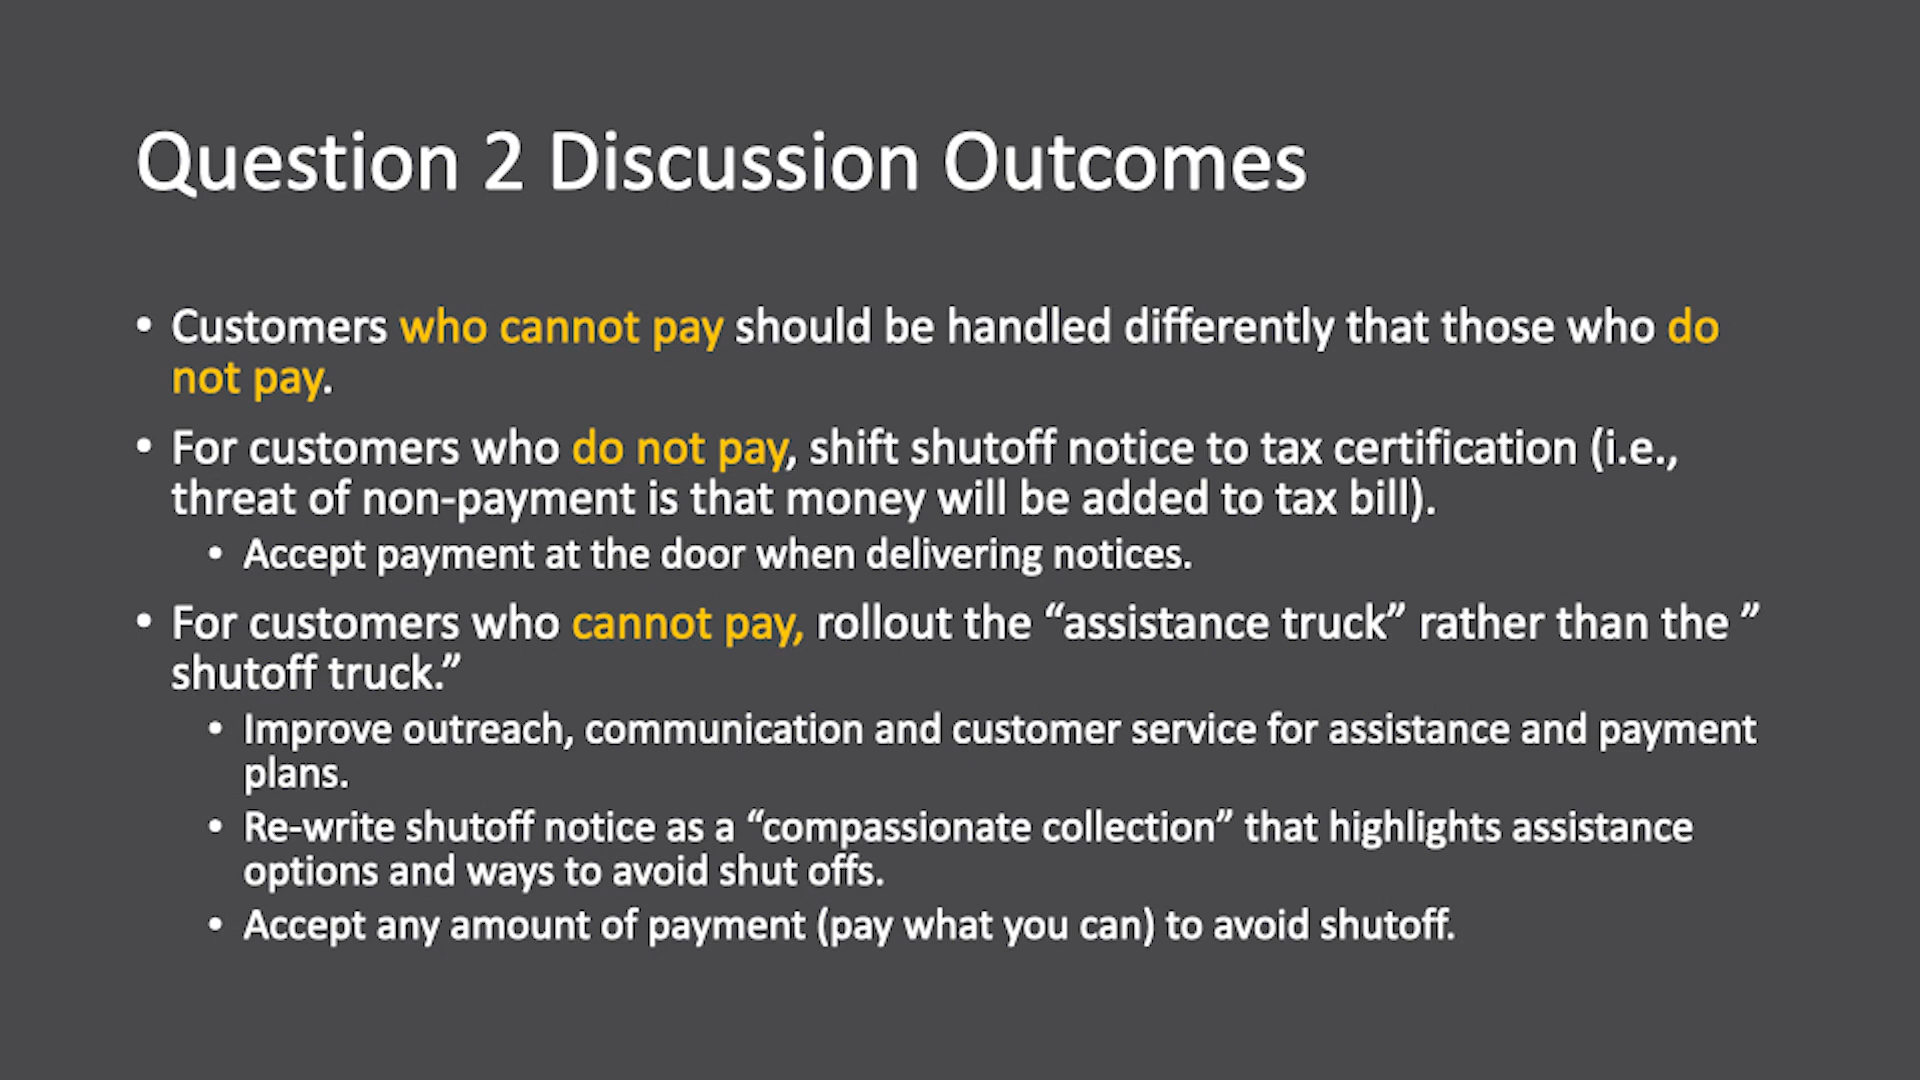 Question 2 Discussion Outcomes
• Customers who cannot pay should be handled differently that those who do
not pay.
• For customers who do not pay, shift shutoff notice to tax certification (i.e.,
threat of non-payment is that money will be added to tax bill).
• Accept payment at the door when delivering notices.
• For customers who cannot pay, rollout the “assistance truck” rather than the ”
shutoff truck.”
• Improve outreach, communication and customer service for assistance and payment
plans.
• Re-write shutoff notice as a “compassionate collection” that highlights assistance
options and ways to avoid shut offs.
• Accept any amount of payment (pay what you can) to avoid shutoff.